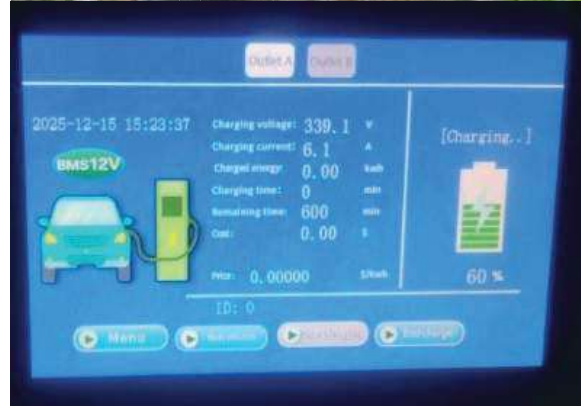 Outlet A Outlet B
2025-12-15 15:23:37
BMS12V
Charging voltage: 339.1 V
Charging current: 6.1 A
Charged energy: 0.00 kwh
Charging time: 0 min
Remaining time: 600 min
Cost: 0.00 $
Price: 0.00000 $/kwh
ID: 0
[Charging..]
60 %
Menu